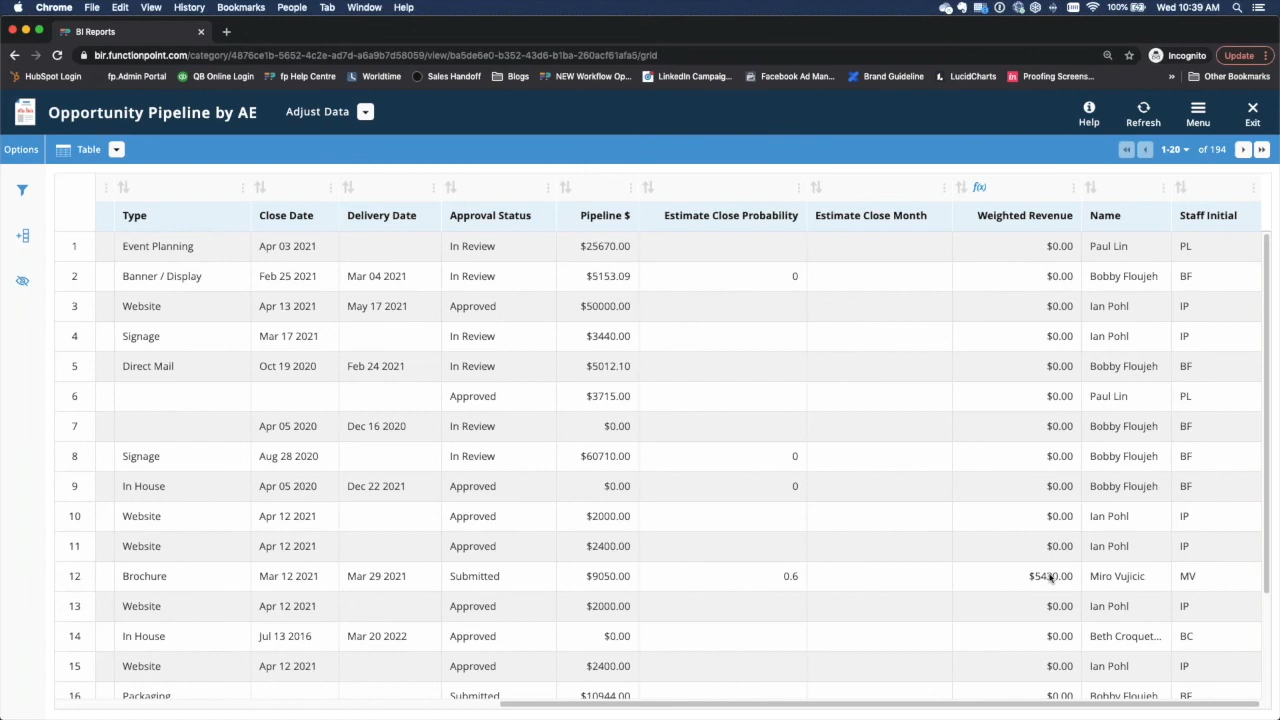 Chrome File Edit View History Bookmarks People Tab Window Help 100% Wed 10:39 AM
BI Reports
bir.functionpoint.com/category/4876ce1b-5652-4c2e-ad7d-a6a9b7d58059/view/ba5de6e0-b352-43d6-b1ba-260acf61afa5/grid Incognito Update
HubSpot Login fp.Admin Portal QB Online Login fp Help Centre Worldtime Sales Handoff Blogs NEW Workflow Op... LinkedIn Campaig... Facebook Ad Man... Brand Guideline LucidCharts Proofing Screens... » Other Bookmarks
Opportunity Pipeline by AE Adjust Data Help Refresh Menu Exit
Options Table 1-20 of 194
f(x)
Type Close Date Delivery Date Approval Status Pipeline $ Estimate Close Probability Estimate Close Month Weighted Revenue Name Staff Initial
1 Event Planning Apr 03 2021 In Review $25670.00 $0.00 Paul Lin PL
2 Banner / Display Feb 25 2021 Mar 04 2021 In Review $5153.09 0 $0.00 Bobby Floujeh BF
3 Website Apr 13 2021 May 17 2021 Approved $50000.00 $0.00 Ian Pohl IP
4 Signage Mar 17 2021 In Review $3440.00 $0.00 Ian Pohl IP
5 Direct Mail Oct 19 2020 Feb 24 2021 In Review $5012.10 $0.00 Bobby Floujeh BF
6 Approved $3715.00 $0.00 Paul Lin PL
7 Apr 05 2020 Dec 16 2020 In Review $0.00 $0.00 Bobby Floujeh BF
8 Signage Aug 28 2020 In Review $60710.00 0 $0.00 Bobby Floujeh BF
9 In House Apr 05 2020 Dec 22 2021 Approved $0.00 0 $0.00 Bobby Floujeh BF
10 Website Apr 12 2021 Approved $2000.00 $0.00 Ian Pohl IP
11 Website Apr 12 2021 Approved $2400.00 $0.00 Ian Pohl IP
12 Brochure Mar 12 2021 Mar 29 2021 Submitted $9050.00 0.6 Miro Vujicic MV
13 Website Apr 12 2021 Approved $2000.00 $0.00 Ian Pohl IP
14 In House Jul 13 2016 Mar 20 2022 Approved $0.00 $0.00 Beth Croquet... BC
15 Website Apr 12 2021 Approved $2400.00 $0.00 Ian Pohl IP
16 Packaging Submitted $10944.00 $0.00 Bobby Floujeh BF